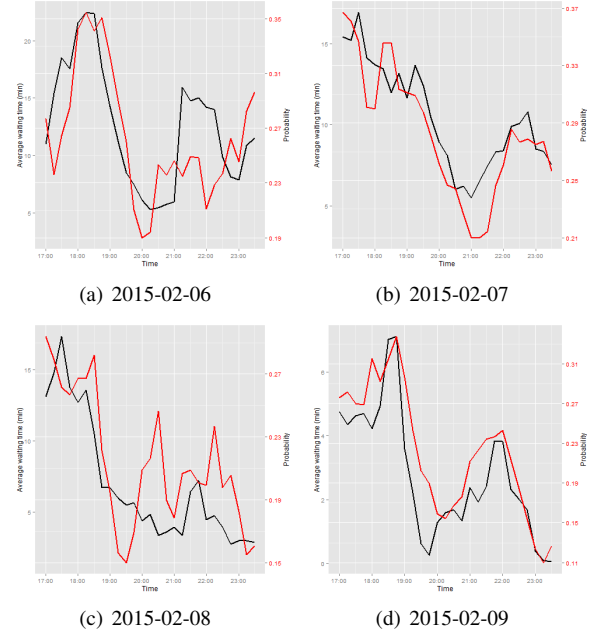 Average waiting time (min)
20
15
10
5
0.35
0.31
0.27
0.23
0.19
Probability
17:00 18:00 19:00 20:00 21:00 22:00 23:00
Time
(a) 2015-02-06
Average waiting time (min)
15
10
5
0.37
0.33
0.29
0.25
0.21
Probability
17:00 18:00 19:00 20:00 21:00 22:00 23:00
Time
(b) 2015-02-07
Average waiting time (min)
15
10
5
0.27
0.23
0.19
0.15
Probability
17:00 18:00 19:00 20:00 21:00 22:00 23:00
Time
(c) 2015-02-08
Average waiting time (min)
6
4
2
0
0.31
0.27
0.23
0.19
0.15
0.11
Probability
17:00 18:00 19:00 20:00 21:00 22:00 23:00
Time
(d) 2015-02-09